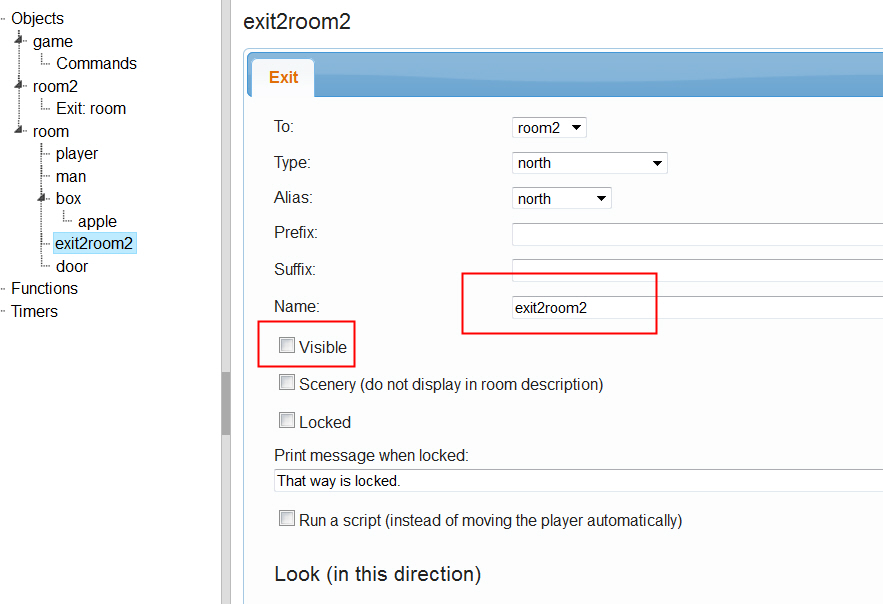 Objects
game
Commands
room2
Exit: room
room
player
man
box
apple
exit2room2
door
Functions
Timers
exit2room2
Exit
To: room2
Type: north
Alias: north
Prefix:
Suffix:
Name: exit2room2
Visible
Scenery (do not display in room description)
Locked
Print message when locked:
That way is locked.
Run a script (instead of moving the player automatically)
Look (in this direction)